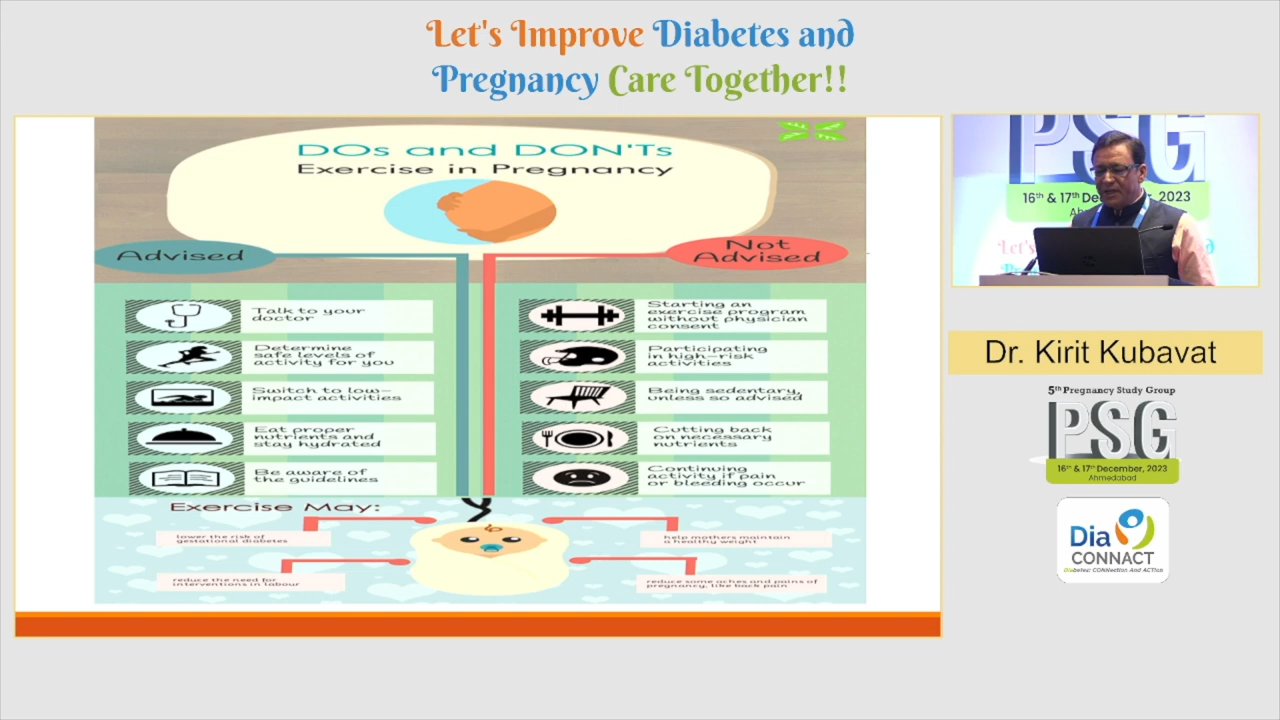 Let's Improve Diabetes and
Pregnancy Care Together!!
DOs and DON'Ts
Exercise in Pregnancy
Advised
Not
Advised
Talk to your
doctor
Determine
safe levels of
activity for you
Switch to low-
impact activities
Eat proper
nutrients and
stay hydrated
Be aware of
the guidelines
Starting an
exercise program
without physician
consent
Participating
in high-risk
activities
Being sedentary,
unless so advised
Cutting back
on necessary
nutrients
Continuing
activity if pain
or bleeding occur
Exercise May:
lower the risk of
gestational diabetes
help mothers maintain
a healthy weight
reduce the need for
interventions in labour
reduce some aches and pains of
pregnancy, like back pain
PSG
16th & 17th December, 2023
Let's
Dr. Kirit Kubavat
5th Pregnancy Study Group
PSG
16th & 17th December, 2023
Ahmedabad
Dia
CONNACT
Diabetes: CONNection And ACTion